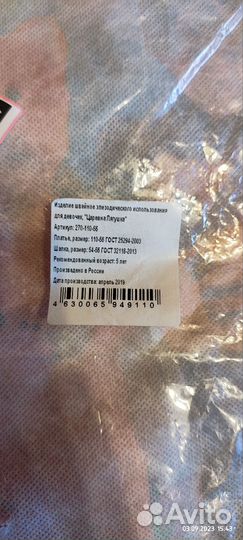 Изделие швейное эпизодического использования
для девочек, "Царевна Лягушка"
Артикул: 270-110-56
Платье, размер: 110-56 ГОСТ 25294-2003
Шапка, размер: 54-55 ГОСТ 32118-2013
Рекомендованный возраст: 5 лет
Произведено в России
Дата производства: апрель 2019
4 630065 949110
Avito
03.09.2023 15:43